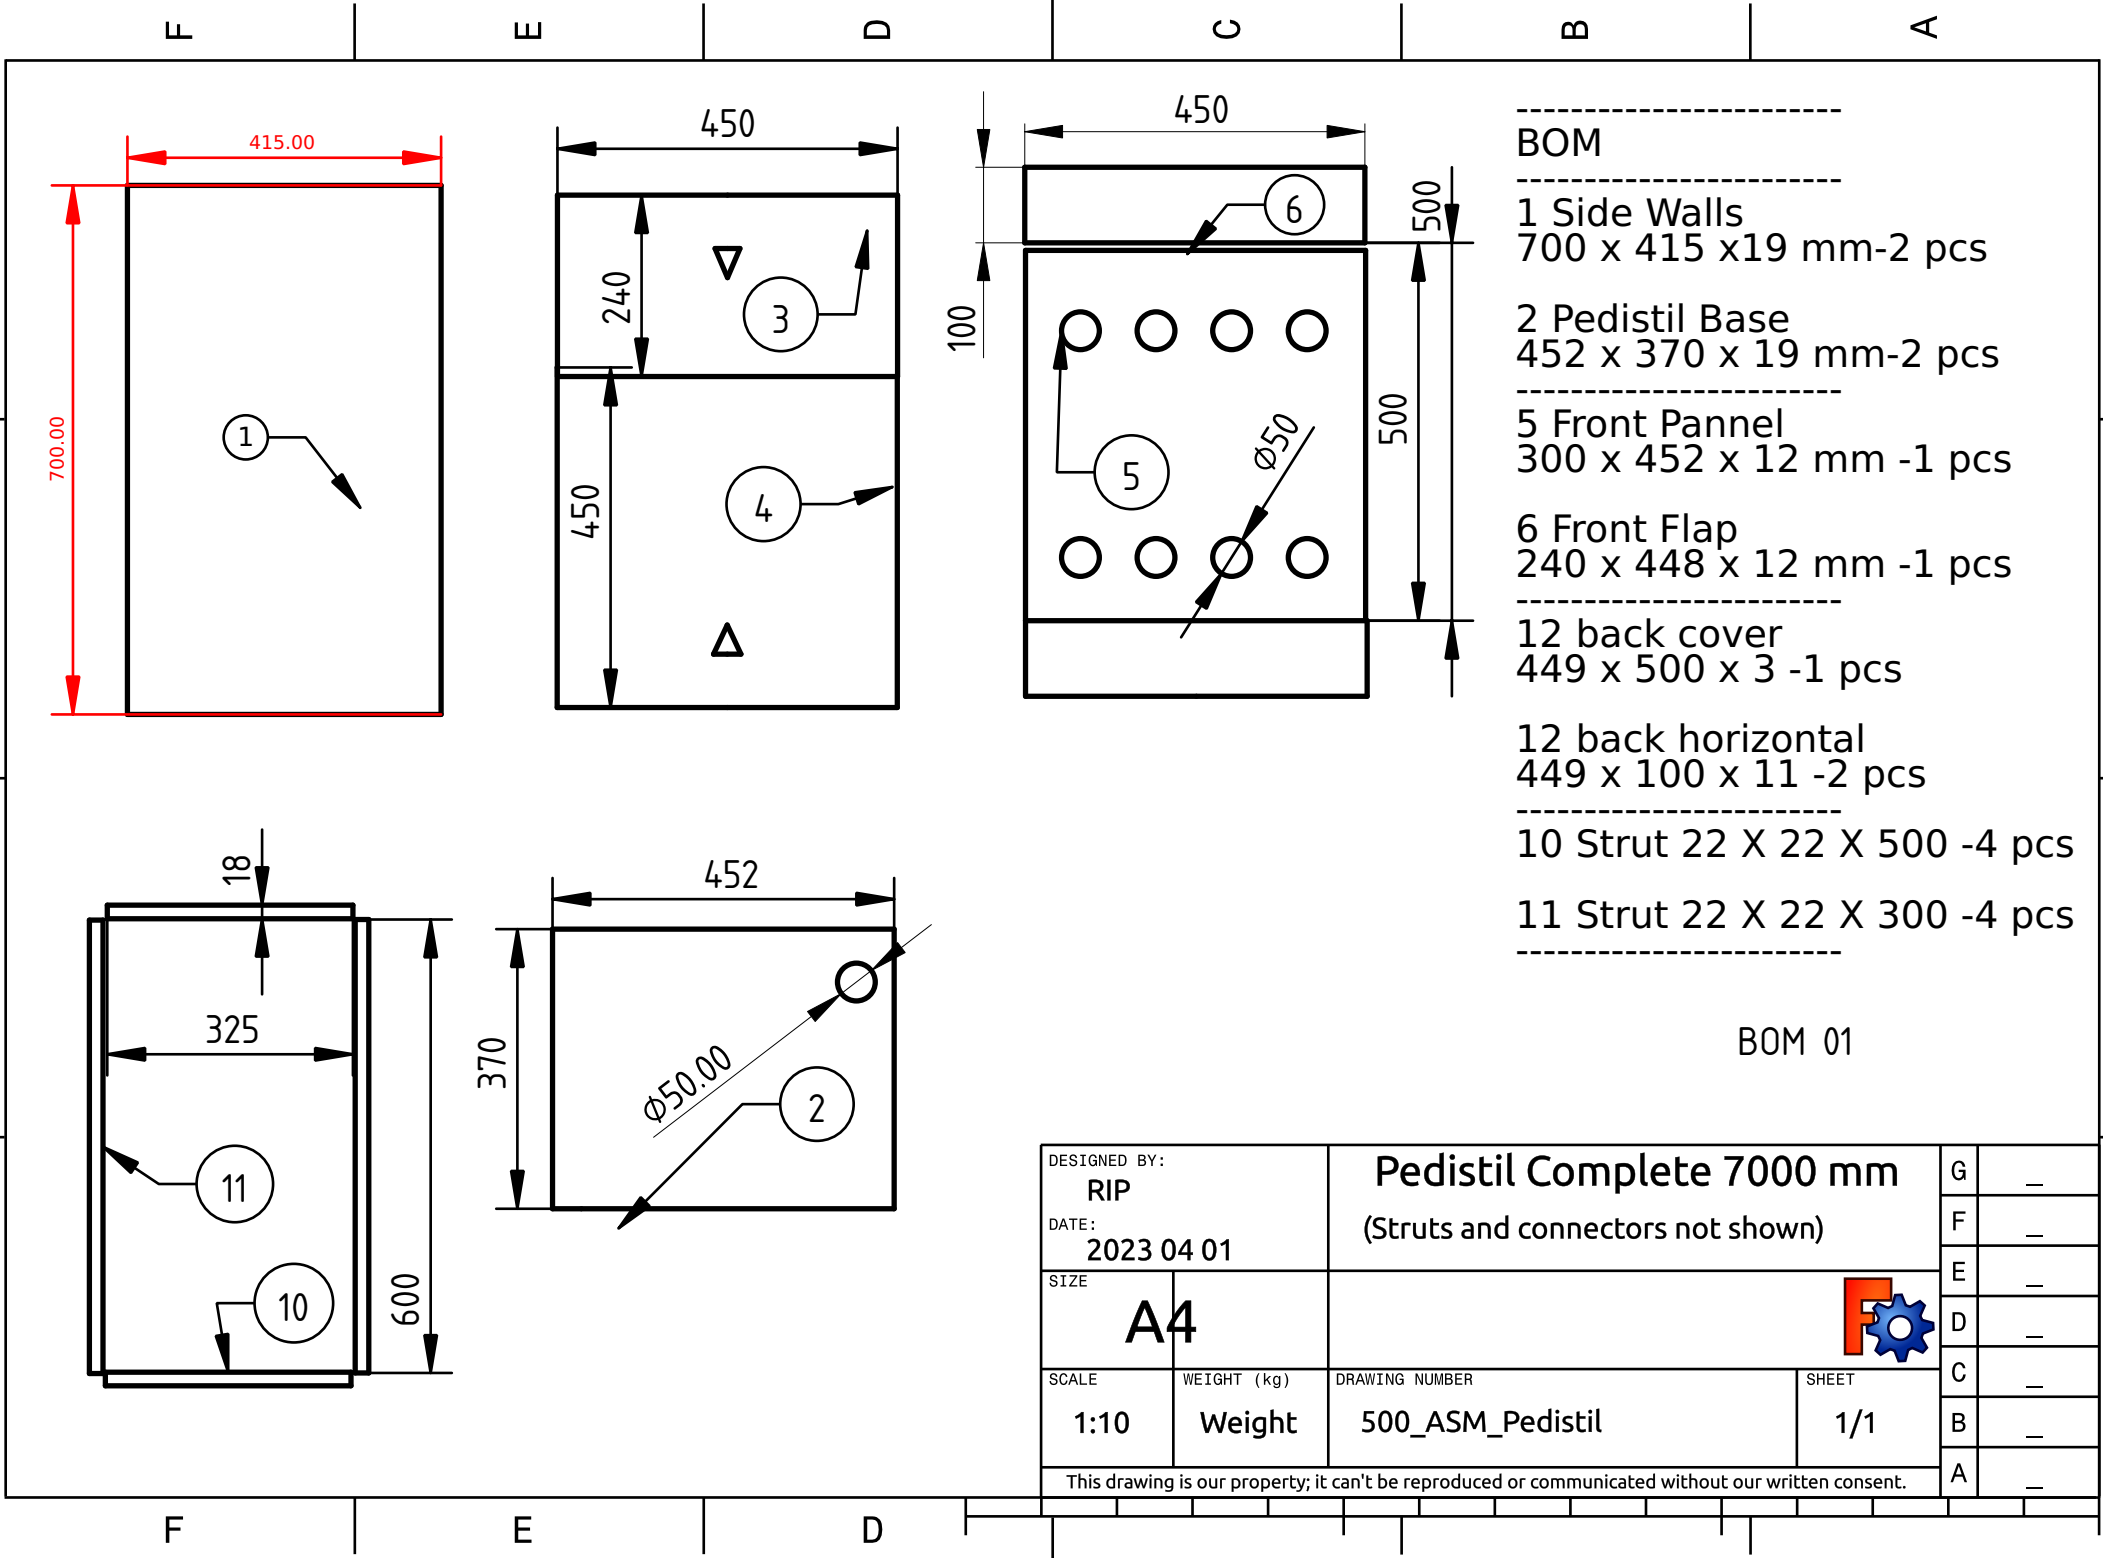 F E D C B A
415.00
700.00
1
450
240
3
450
4
450
6
500
100
5
Ø50
500
-----------------------
BOM
-----------------------
1 Side Walls
700 x 415 x19 mm-2 pcs
2 Pedistil Base
452 x 370 x 19 mm-2 pcs
-----------------------
5 Front Pannel
300 x 452 x 12 mm -1 pcs
6 Front Flap
240 x 448 x 12 mm -1 pcs
-----------------------
12 back cover
449 x 500 x 3 -1 pcs
12 back horizontal
449 x 100 x 11 -2 pcs
-----------------------
10 Strut 22 X 22 X 500 -4 pcs
11 Strut 22 X 22 X 300 -4 pcs
-----------------------
BOM 01
18
325
11
10
600
452
370
Ø50.00
2
DESIGNED BY:
RIP
DATE:
2023 04 01
Pedistil Complete 7000 mm
(Struts and connectors not shown)
SIZE
A4
SCALE
1:10
WEIGHT (kg)
Weight
DRAWING NUMBER
500_ASM_Pedistil
SHEET
1/1
This drawing is our property; it can't be reproduced or communicated without our written consent.
G _
F _
E _
D _
C _
B _
A _
F E D